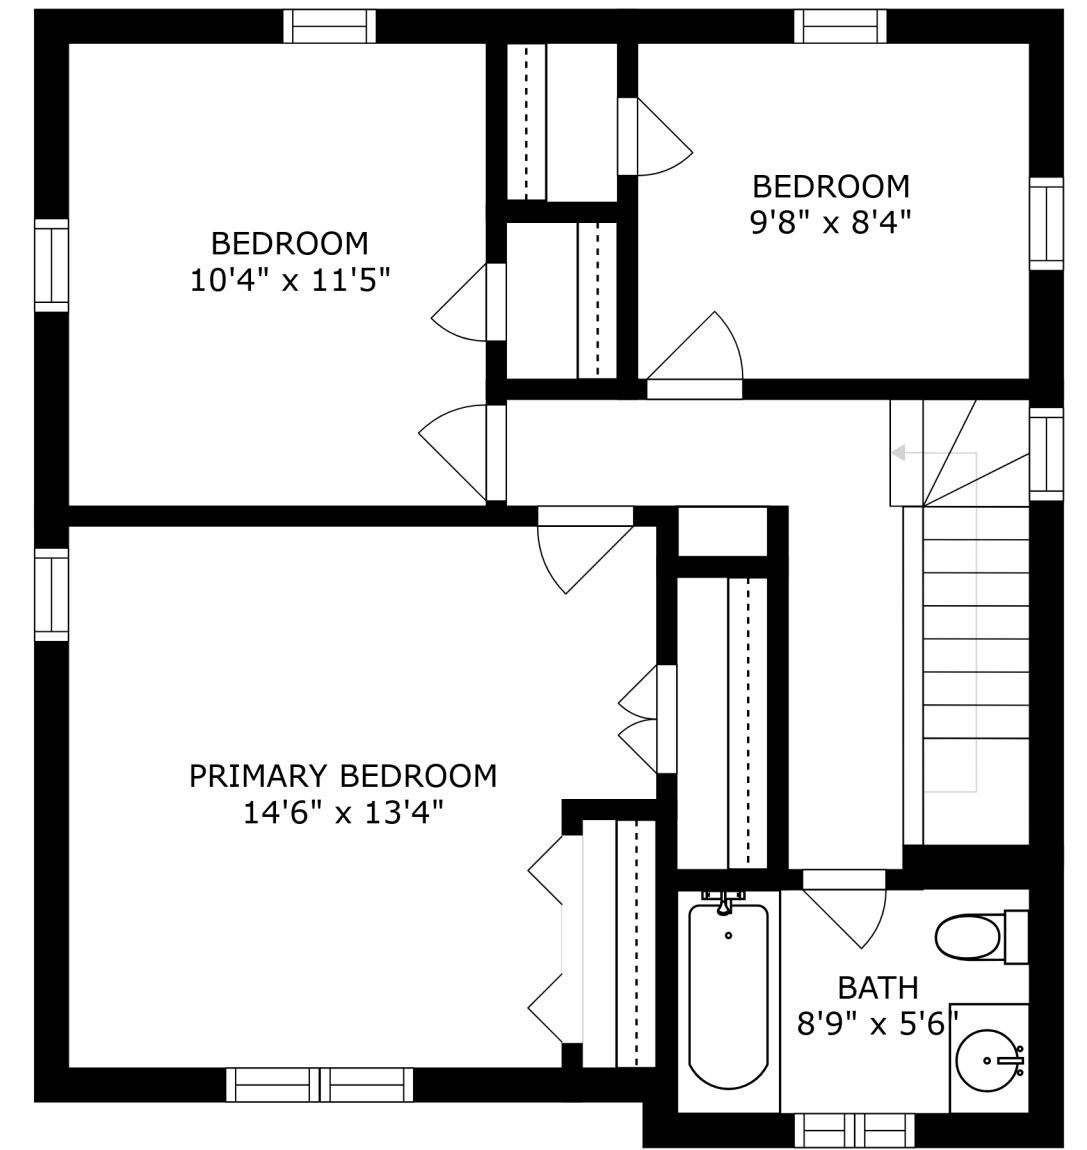 BEDROOM
10'4" x 11'5"
BEDROOM
9'8" x 8'4"
PRIMARY BEDROOM
14'6" x 13'4"
BATH
8'9" x 5'6"